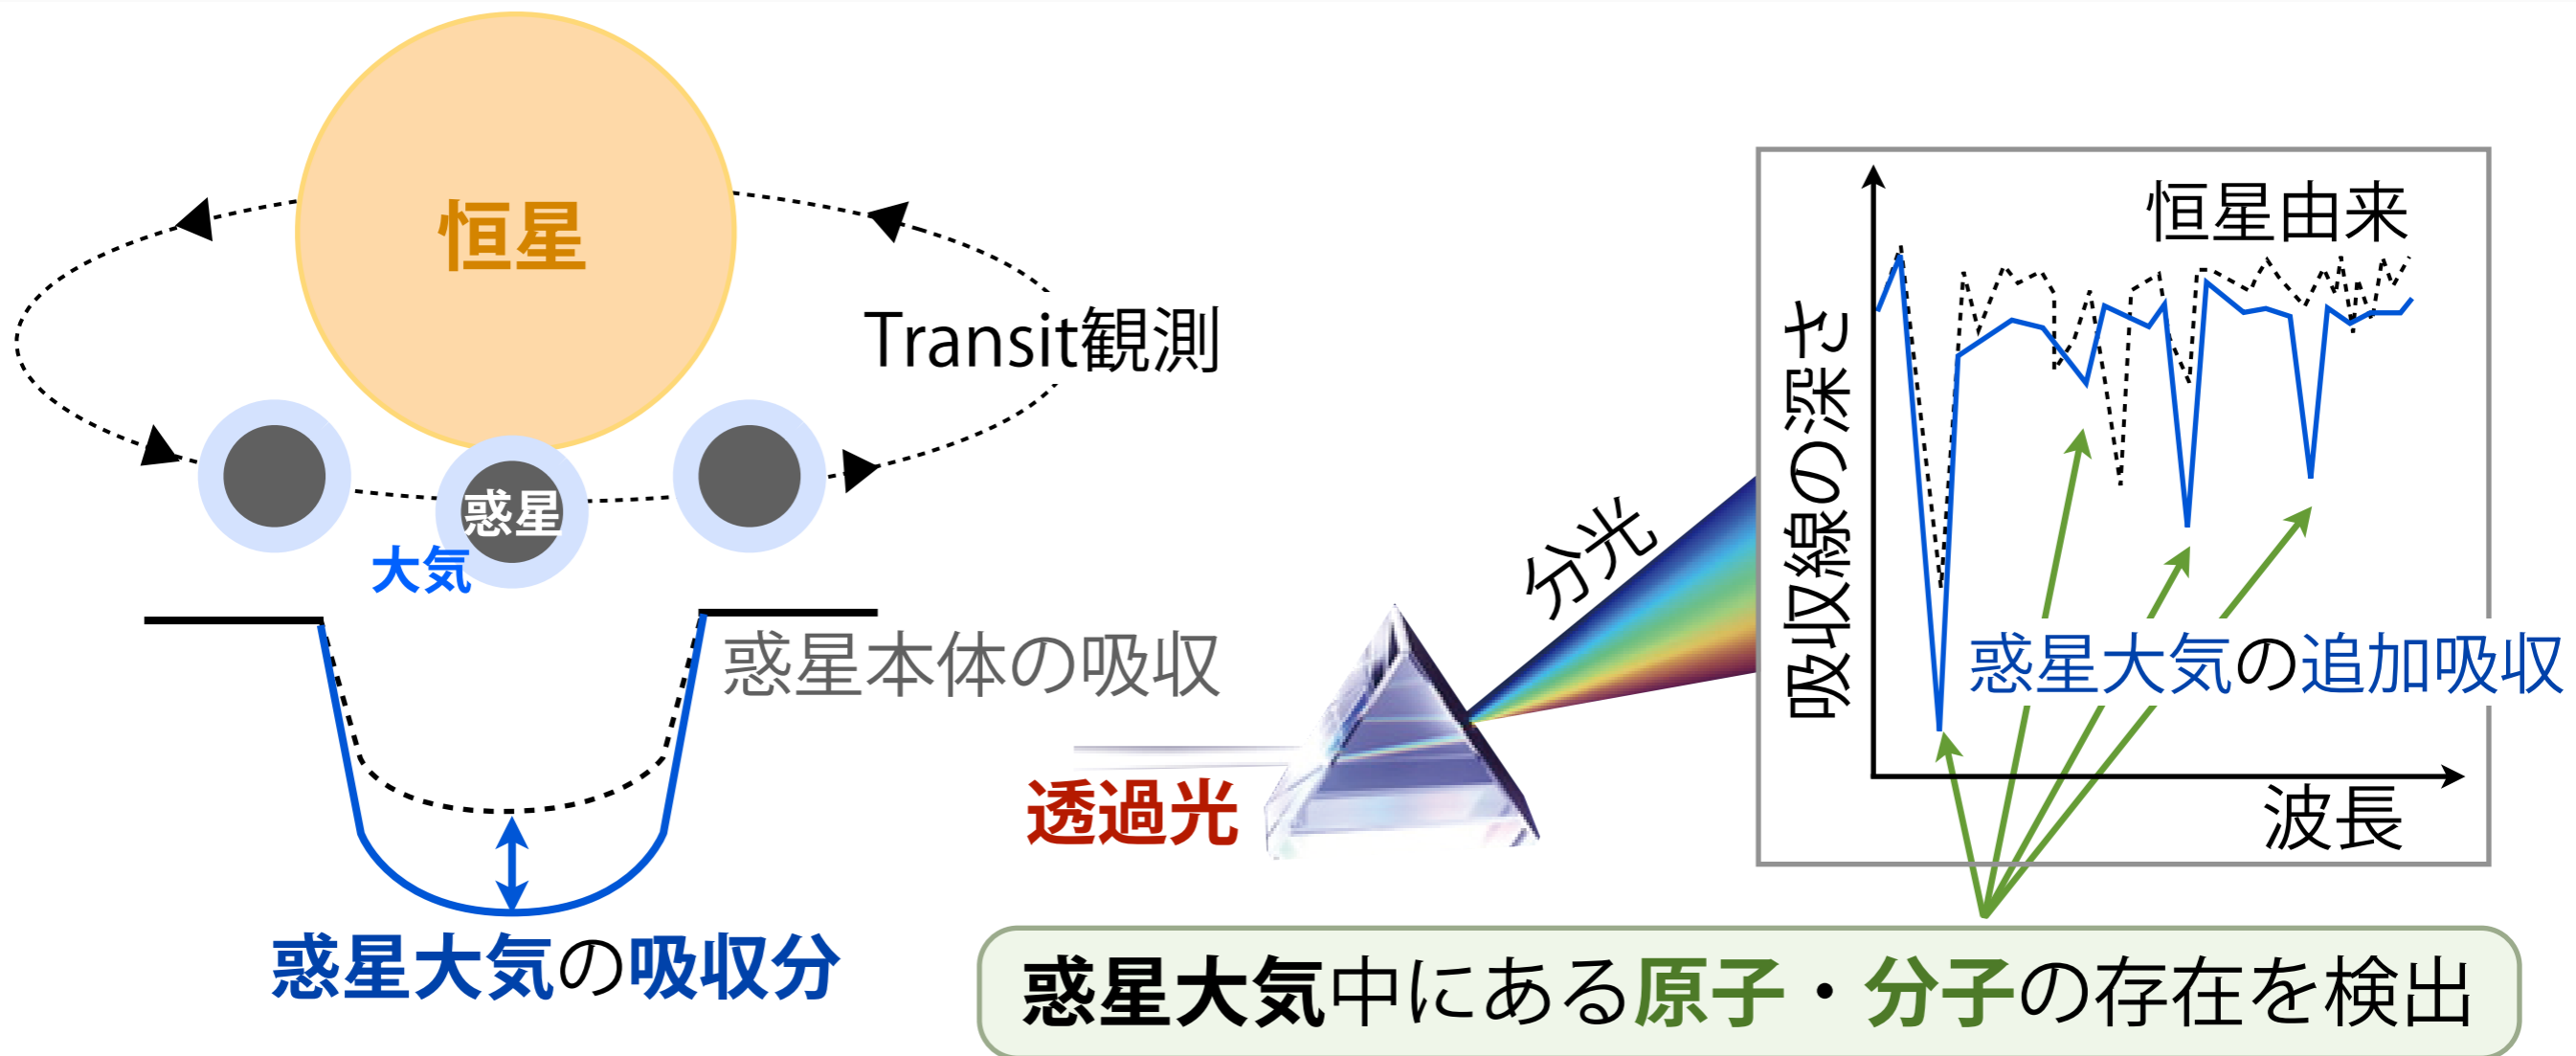 恒星
Transit観測
惑星
大気
惑星本体の吸収
惑星大気の吸収分
透過光
分光
恒星由来
吸収線の深さ
惑星大気の追加吸収
波長
惑星大気中にある原子・分子の存在を検出